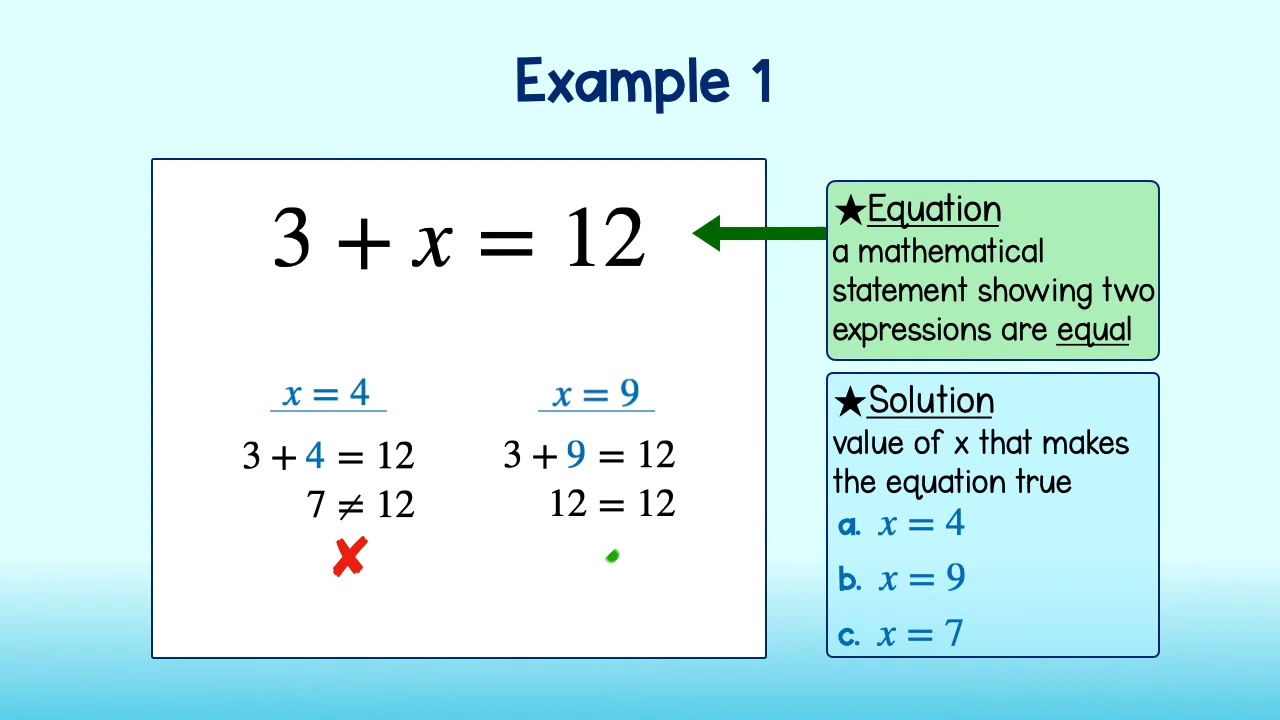 Example 1
3 + x = 12
x = 4
3 + 4 = 12
7 ≠ 12
✘
x = 9
3 + 9 = 12
12 = 12
★Equation
a mathematical
statement showing two
expressions are equal
★Solution
value of x that makes
the equation true
a. x = 4
b. x = 9
c. x = 7